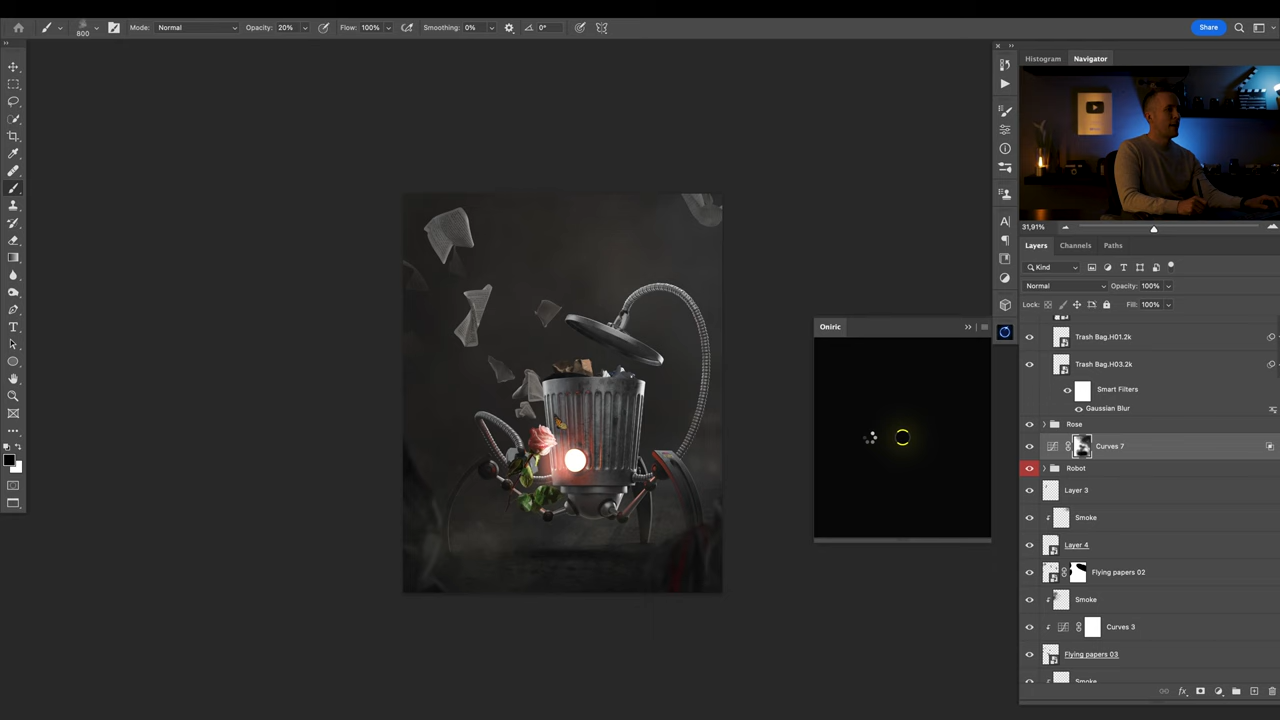 800
Mode:
Normal
Opacity:
20%
Flow:
100%
Smoothing:
0%
0°
Share
Histogram
Navigator
31,91%
Layers
Channels
Paths
Kind
Normal
Opacity:
100%
Lock:
Fill:
100%
Oniric
Trash Bag.H01.2k
Trash Bag.H03.2k
Smart Filters
Gaussian Blur
Rose
Curves 7
Robot
Layer 3
Smoke
Layer 4
Flying papers 02
Smoke
Curves 3
Flying papers 03
Smoke